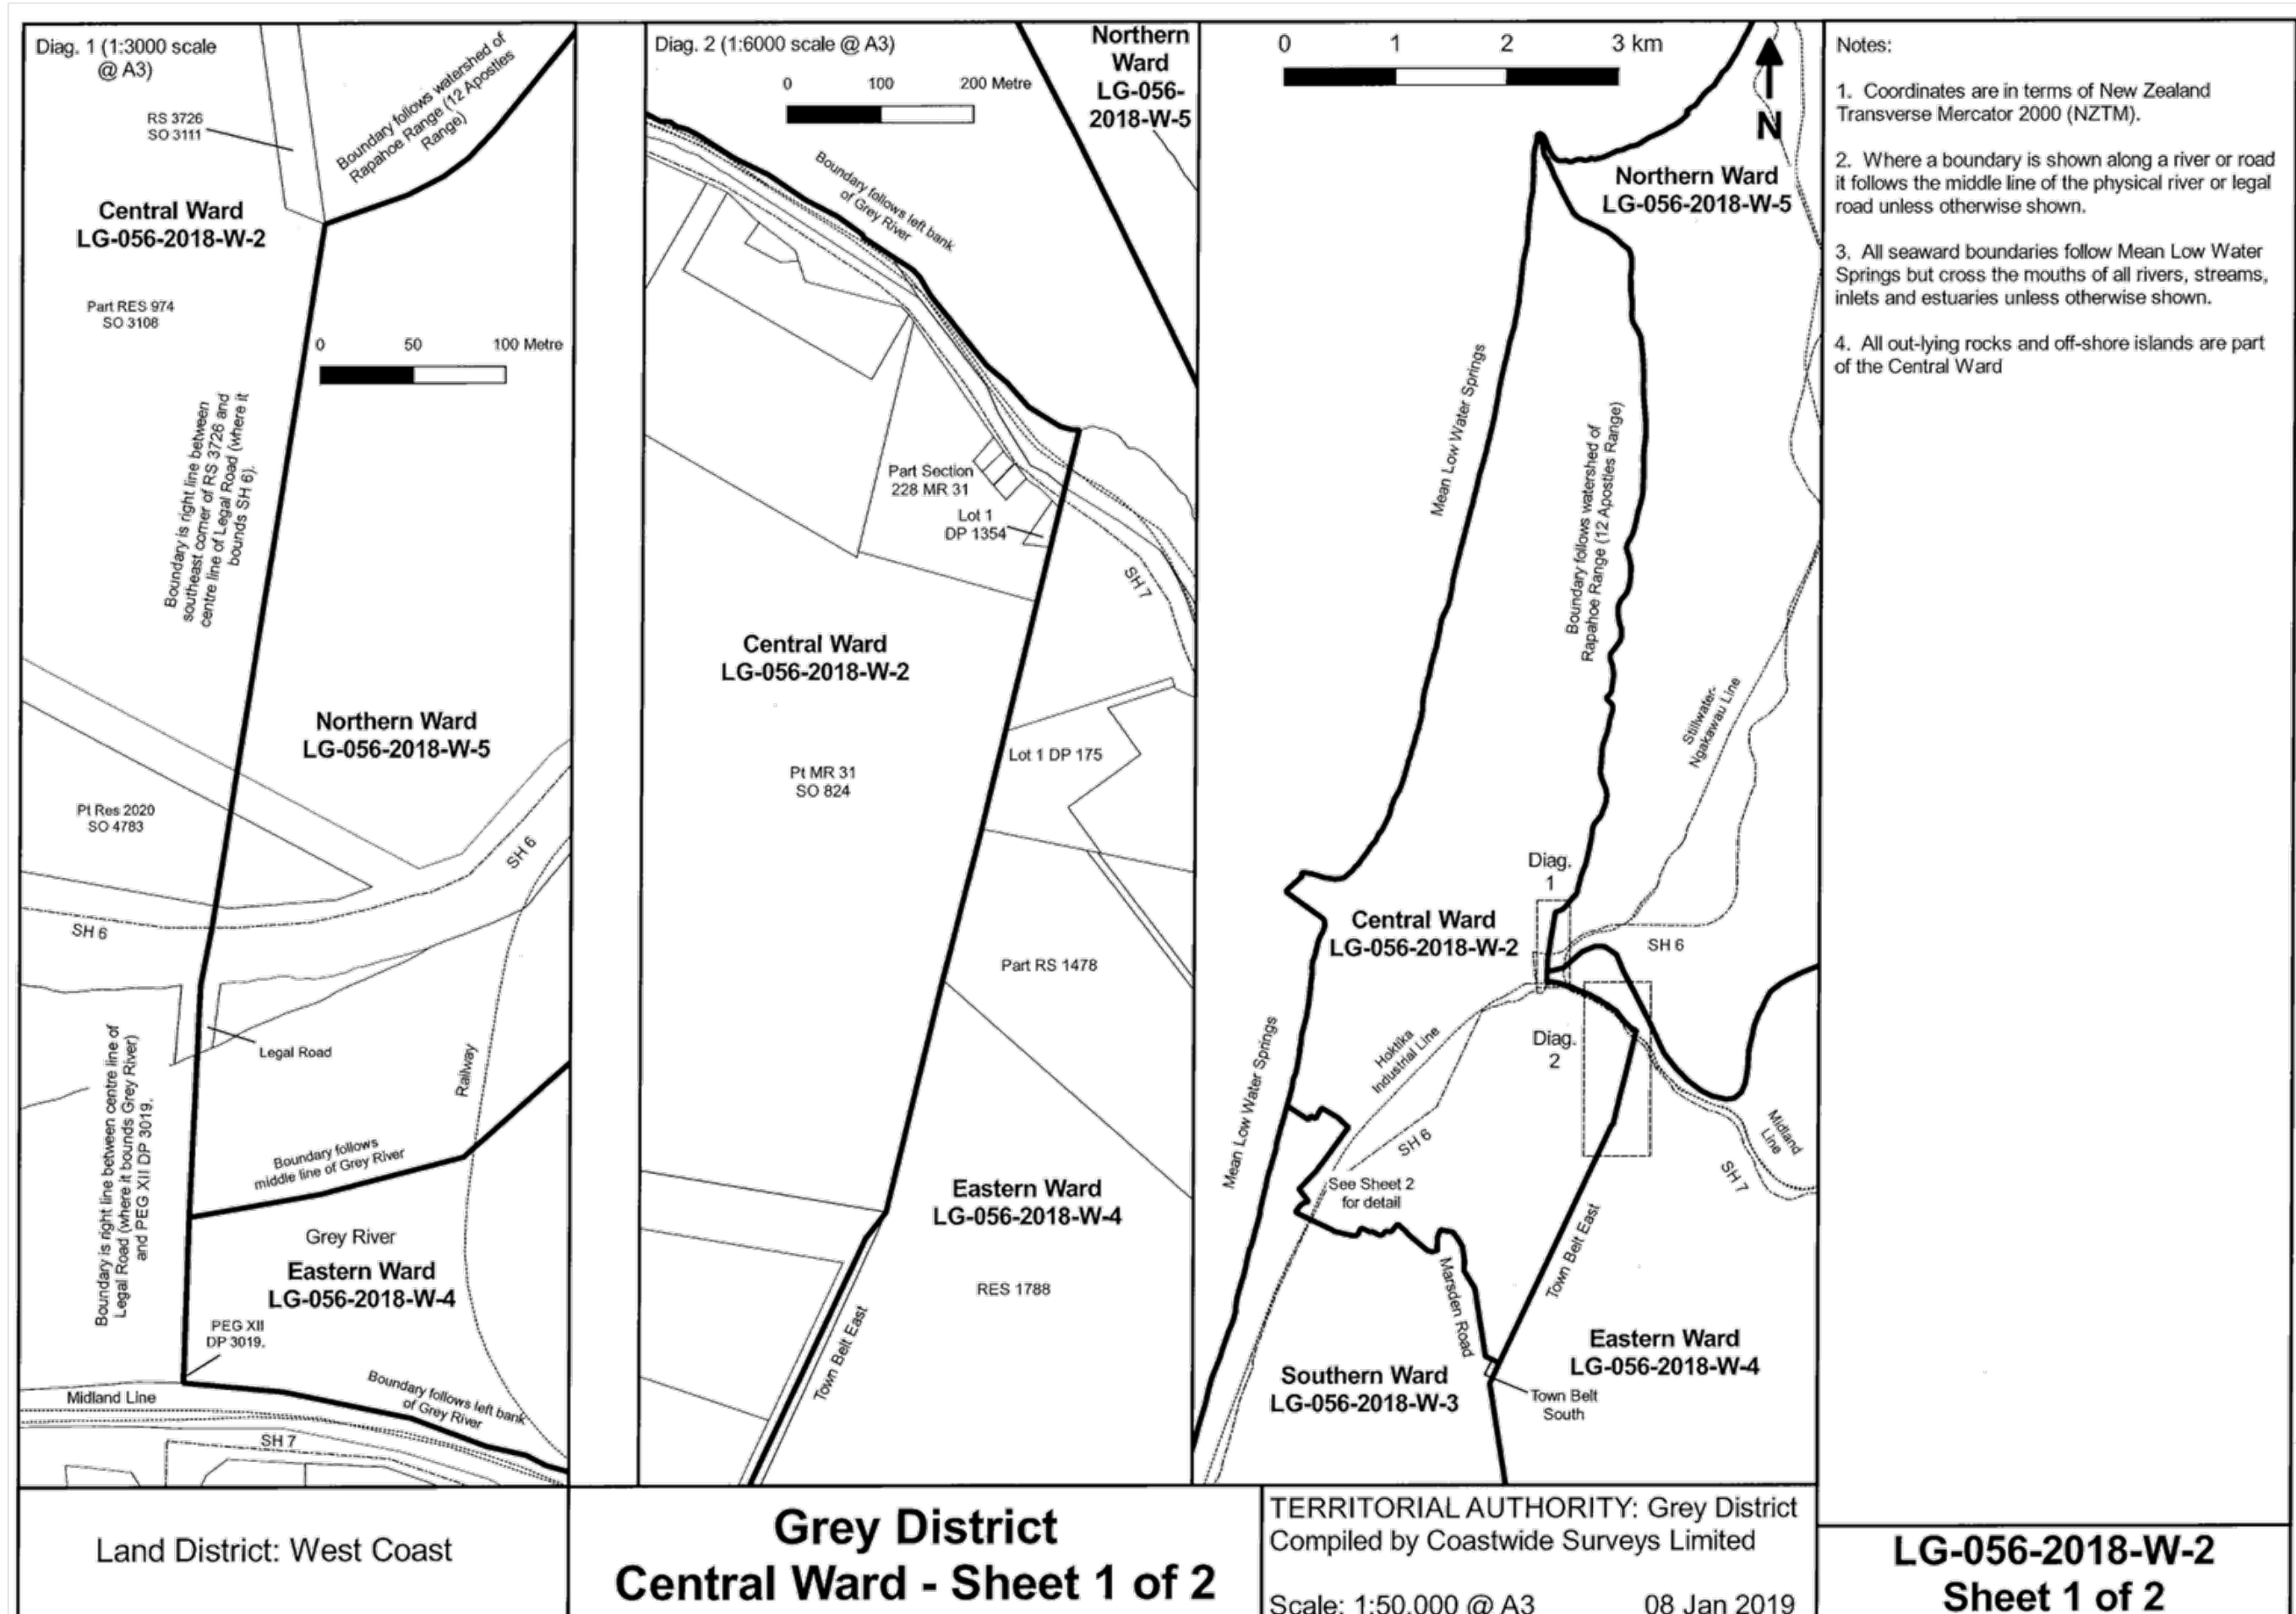 Diag. 1 (1:3000 scale
@ A3)
RS 3726
SO 3111
Boundary follows watershed of
Rapahoe Range (12 Apostles
Range)
Central Ward
LG-056-2018-W-2
Part RES 974
SO 3108
0 50 100 Metre
Boundary is right line between
southeast corner of RS 3726 and
centre line of Legal Road (where it
bounds SH 6).
Northern Ward
LG-056-2018-W-5
Pt Res 2020
SO 4783
SH 6
SH 6
Legal Road
Railway
Boundary is right line between centre line of
Legal Road (where it bounds Grey River)
and PEG XII DP 3019.
Boundary follows
middle line of Grey River
Grey River
Eastern Ward
LG-056-2018-W-4
PEG XII
DP 3019.
Boundary follows left bank
of Grey River
Midland Line
SH 7
Diag. 2 (1:6000 scale @ A3)
0 100 200 Metre
Northern
Ward
LG-056-
2018-W-5
Boundary follows left bank
of Grey River
Part Section
228 MR 31
Lot 1
DP 1354
SH 7
Central Ward
LG-056-2018-W-2
Lot 1 DP 175
Pt MR 31
SO 824
Part RS 1478
Eastern Ward
LG-056-2018-W-4
RES 1788
Town Belt East
0 1 2 3 km
N
Northern Ward
LG-056-2018-W-5
Mean Low Water Springs
Boundary follows watershed of
Rapahoe Range (12 Apostles Range)
Stillwater-
Ngakawau Line
Diag.
1
Central Ward
LG-056-2018-W-2
SH 6
Diag.
2
Hokitika
Industrial Line
Mean Low Water Springs
SH 6
Midland
Line
SH 7
See Sheet 2
for detail
Town Belt East
Marsden Road
Eastern Ward
LG-056-2018-W-4
Southern Ward
LG-056-2018-W-3
Town Belt
South
Notes:
1. Coordinates are in terms of New Zealand
Transverse Mercator 2000 (NZTM).
2. Where a boundary is shown along a river or road
it follows the middle line of the physical river or legal
road unless otherwise shown.
3. All seaward boundaries follow Mean Low Water
Springs but cross the mouths of all rivers, streams,
inlets and estuaries unless otherwise shown.
4. All out-lying rocks and off-shore islands are part
of the Central Ward
Land District: West Coast
Grey District
Central Ward - Sheet 1 of 2
TERRITORIAL AUTHORITY: Grey District
Compiled by Coastwide Surveys Limited
Scale: 1:50,000 @ A3 08 Jan 2019
LG-056-2018-W-2
Sheet 1 of 2